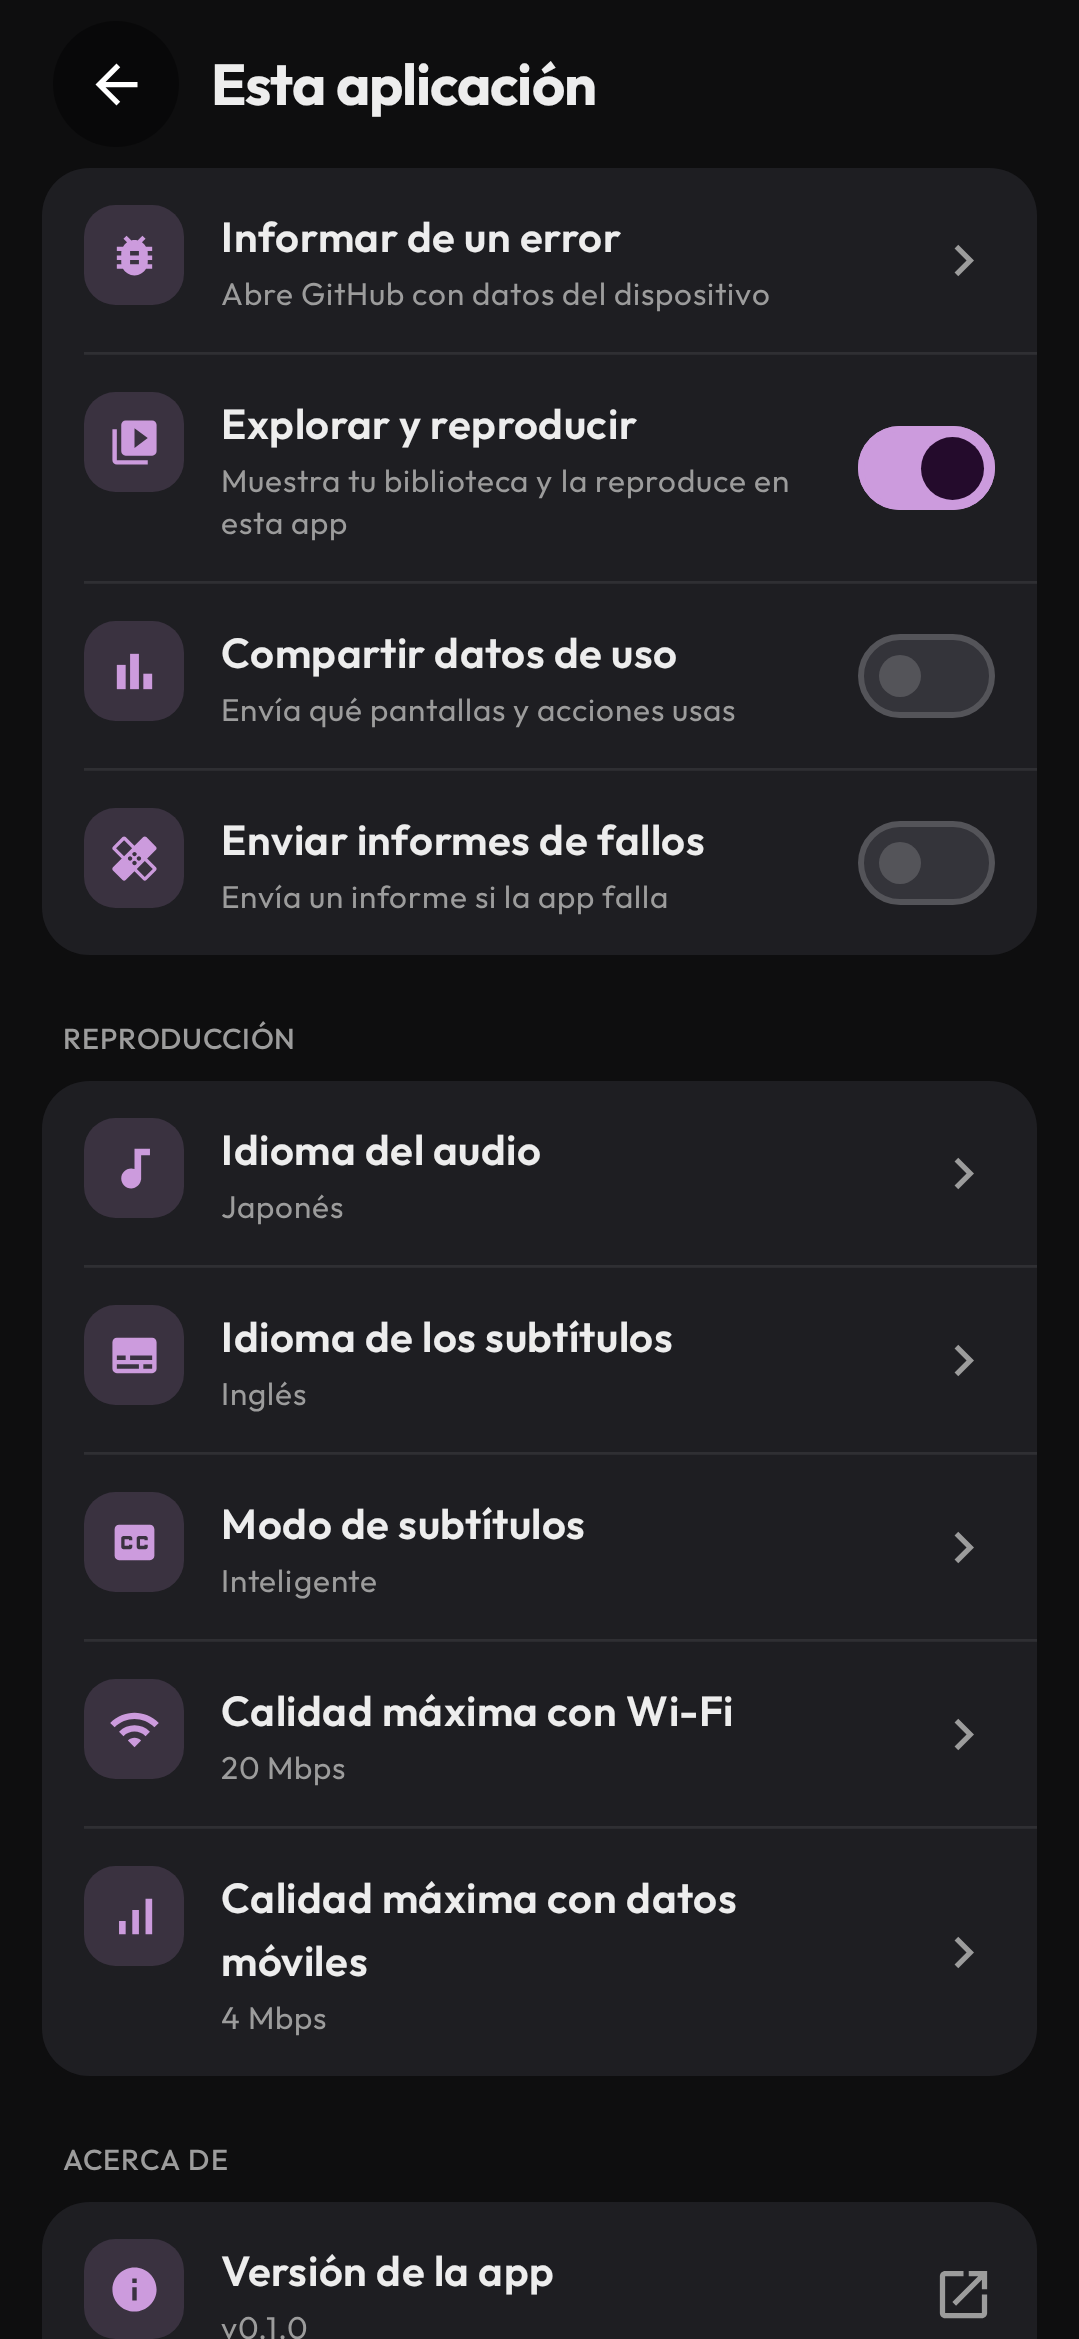 Esta aplicación
Informar de un error
Abre GitHub con datos del dispositivo
Explorar y reproducir
Muestra tu biblioteca y la reproduce en
esta app
Compartir datos de uso
Envía qué pantallas y acciones usas
Enviar informes de fallos
Envía un informe si la app falla
REPRODUCCIÓN
Idioma del audio
Japonés
Idioma de los subtítulos
Inglés
CC
Modo de subtítulos
Inteligente
Calidad máxima con Wi-Fi
20 Mbps
Calidad máxima con datos
móviles
4 Mbps
ACERCA DE
Versión de la app
v0.1.0